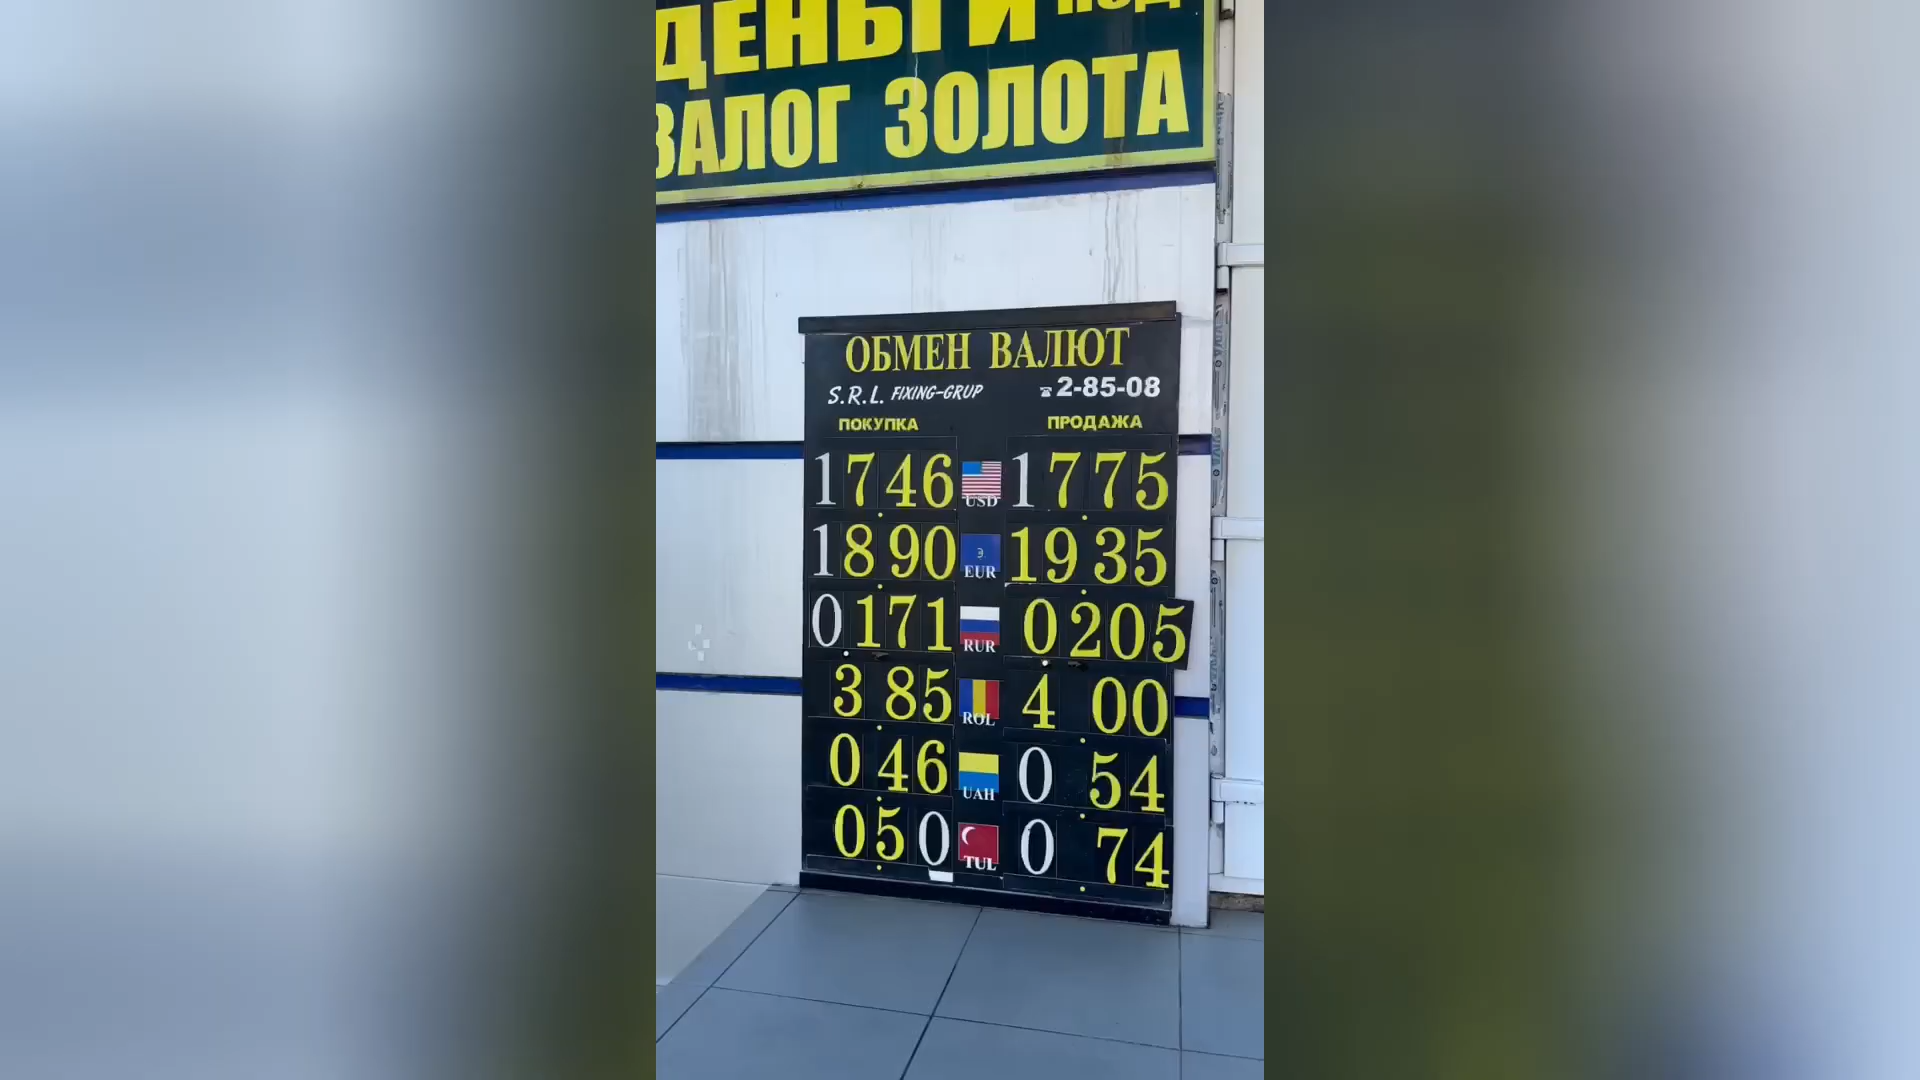 ДЕНЬГИ ПОД
ЗАЛОГ ЗОЛОТА
ОБМЕН ВАЛЮТ
S.R.L. FIXING-GRUP ☎ 2-85-08
ПОКУПКА ПРОДАЖА
17 46 USD 17 75
18 90 EUR 19 35
0 171 RUR 0 205
3 85 ROL 4 00
0 46 UAH 0 54
0 50 TUL 0 74